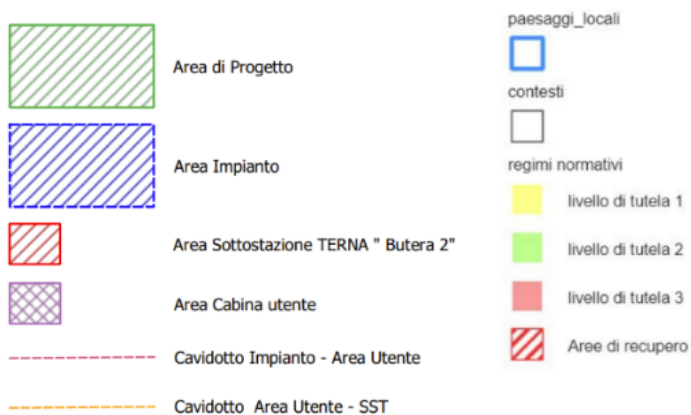 Area di Progetto
Area Impianto
Area Sottostazione TERNA " Butera 2"
Area Cabina utente
Cavidotto Impianto - Area Utente
Cavidotto Area Utente - SST
paesaggi_locali
contesti
regimi normativi
livello di tutela 1
livello di tutela 2
livello di tutela 3
Aree di recupero